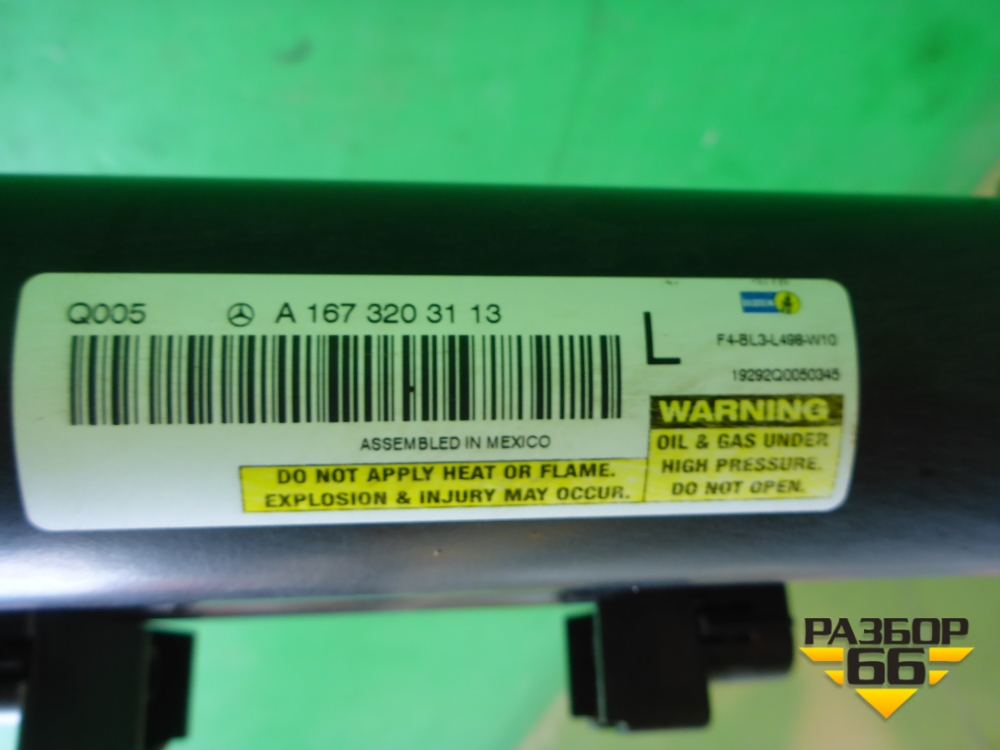 Q005 A 167 320 31 13
L
F4-BL3-L498-W10
19292Q0050345
ASSEMBLED IN MEXICO
DO NOT APPLY HEAT OR FLAME.
EXPLOSION & INJURY MAY OCCUR.
WARNING
OIL & GAS UNDER
HIGH PRESSURE.
DO NOT OPEN.
РАЗБОР
66